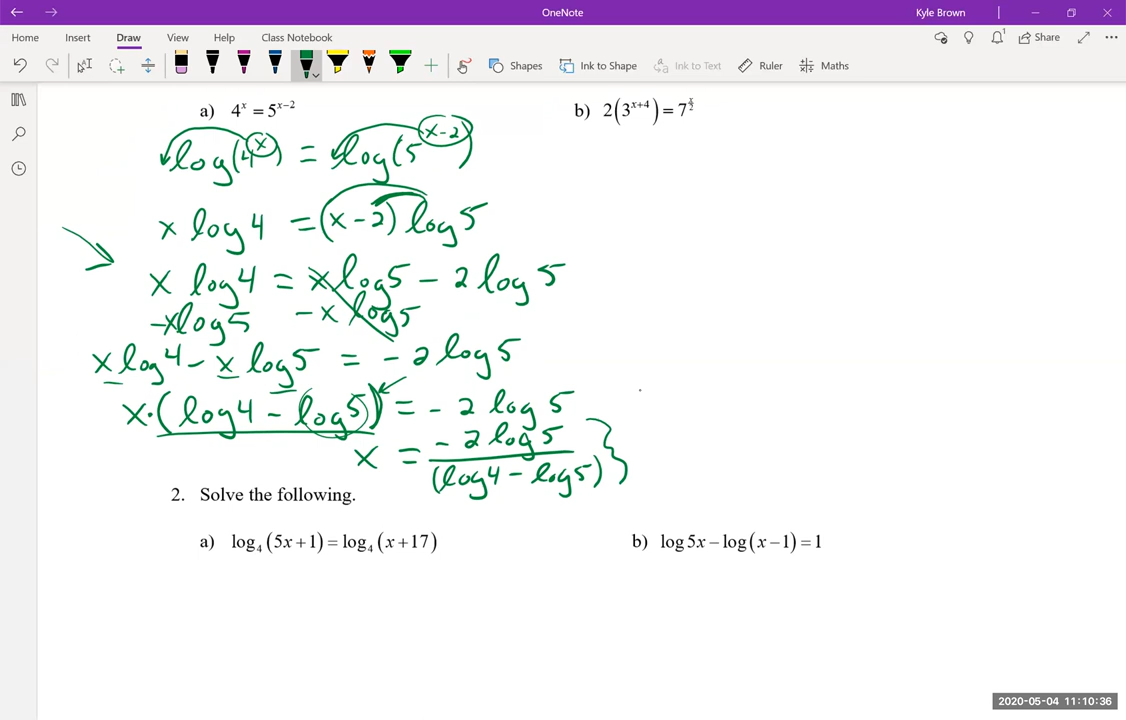 OneNote
Kyle Brown
Home Insert Draw View Help Class Notebook
Share
Shapes Ink to Shape Ink to Text Ruler Maths
a) 4^x = 5^(x−2)
b) 2(3^(x+4)) = 7^(x/2)
log(4^x) = log(5^(x-2))
x log 4 = (x-2) log 5
x log 4 = x log 5 - 2 log 5
-x log 5 - x log 5
x log 4 - x log 5 = - 2 log 5
x·(log 4 - log 5) = - 2 log 5
x = - 2 log 5 / (log 4 - log 5)
2. Solve the following.
a) log₄(5x+1) = log₄(x+17)
b) log 5x − log(x−1) = 1
2020-05-04 11:10:36